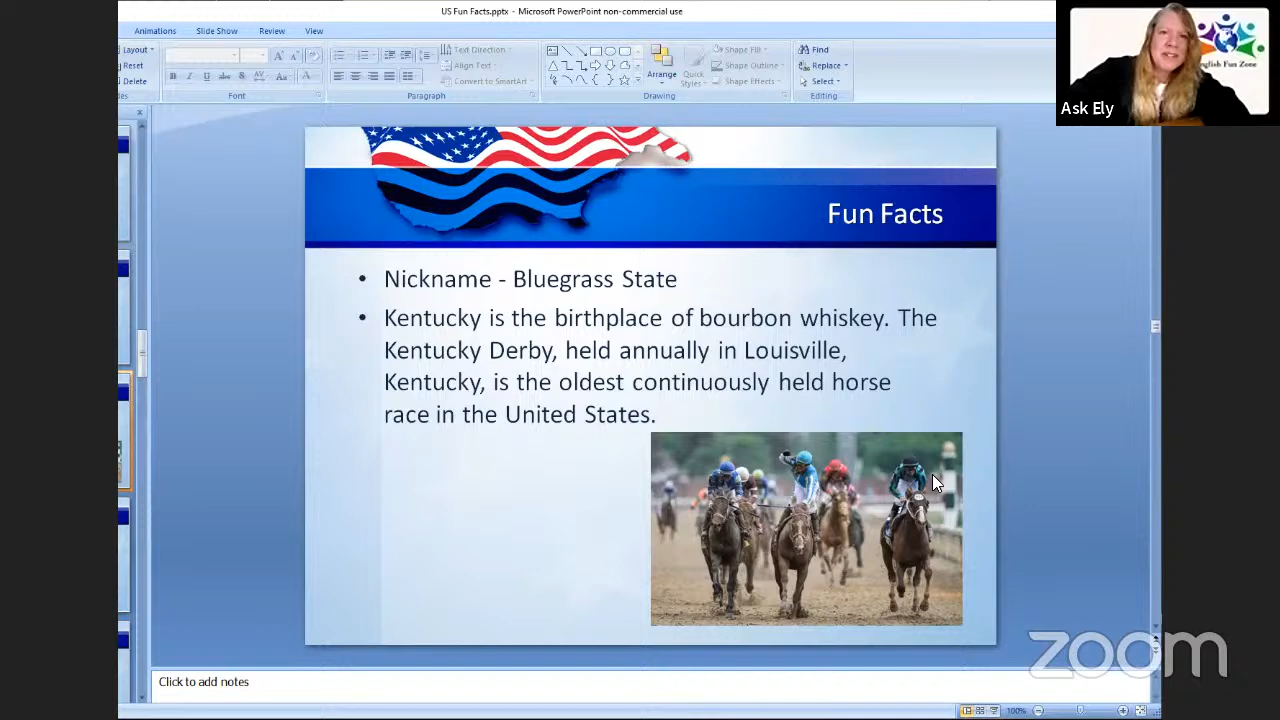 US Fun Facts.pptx - Microsoft PowerPoint non-commercial use
Animations Slide Show Review View
Layout
Reset
Delete
Font
Text Direction
Align Text
Convert to SmartArt
Paragraph
Arrange
Quick
Styles
Shape Fill
Shape Outline
Shape Effects
Drawing
Find
Replace
Select
Editing
English Fun Zone
Ask Ely
Fun Facts
• Nickname - Bluegrass State
• Kentucky is the birthplace of bourbon whiskey. The
Kentucky Derby, held annually in Louisville,
Kentucky, is the oldest continuously held horse
race in the United States.
zoom
Click to add notes
100%